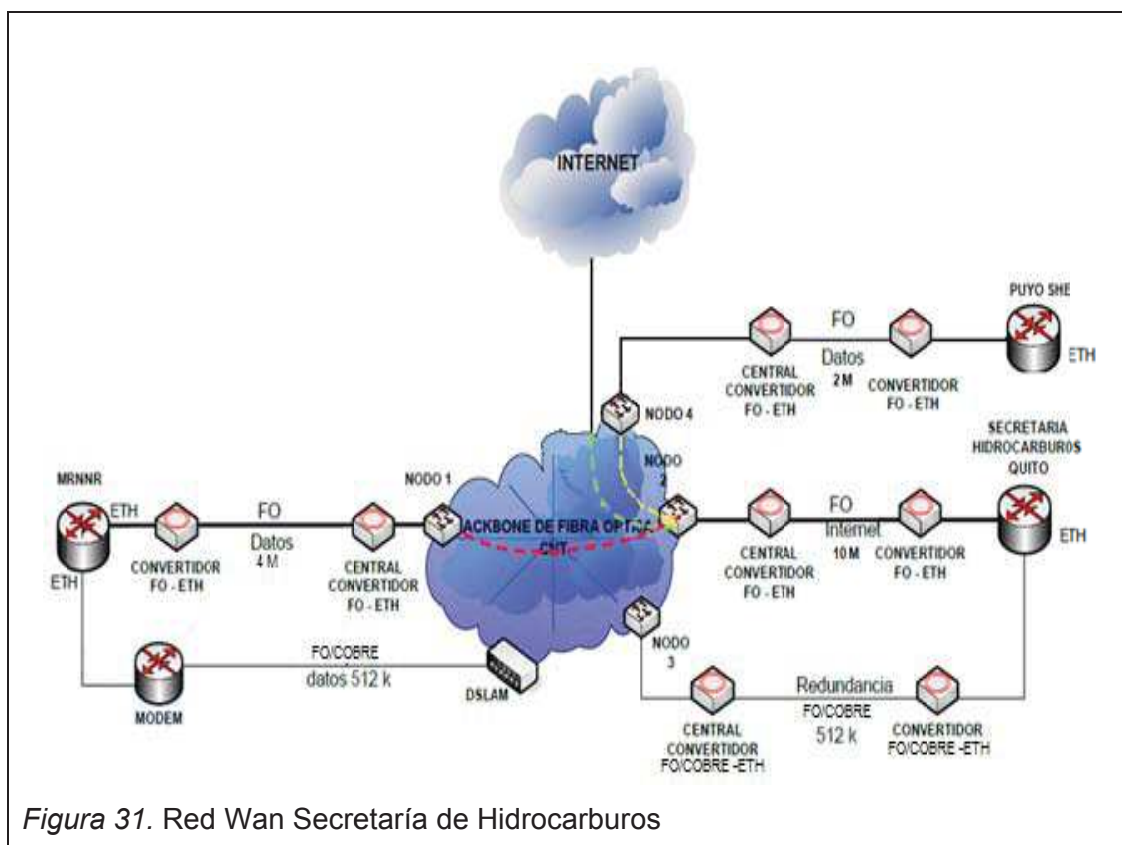 INTERNET
PUYO SHE
FO
Datos
2 M
ETH
CENTRAL
CONVERTIDOR
FO - ETH
CONVERTIDOR
FO - ETH
NODO 4
SECRETARIA
HIDROCARBUROS
QUITO
NODO
2
MRNNR
NODO 1
ETH
FO
Datos
4 M
ACKBONE DE FIBRA OPTICA
CNT
FO
Internet
10 M
ETH
ETH
CONVERTIDOR
FO - ETH
CENTRAL
CONVERTIDOR
FO - ETH
CENTRAL
CONVERTIDOR
FO - ETH
CONVERTIDOR
FO - ETH
FO/COBRE
datos 512 k
NODO
3
MODEM
DSLAM
Redundancia
FO/COBRE
512 k
CENTRAL
CONVERTIDOR
FO/COBRE -ETH
CONVERTIDOR
FO/COBRE -ETH
Figura 31. Red Wan Secretaría de Hidrocarburos